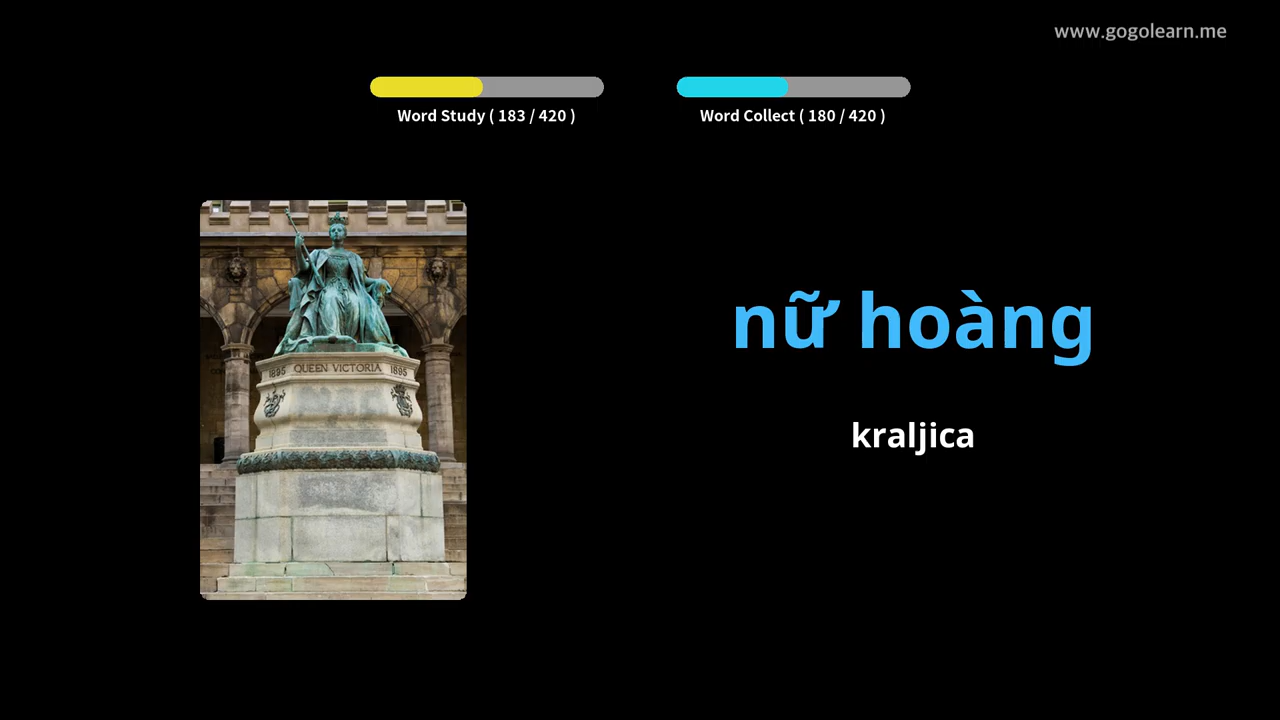 www.gogolearn.me
Word Study ( 183 / 420 )
Word Collect ( 180 / 420 )
1895 QUEEN VICTORIA 1895
nữ hoàng
kraljica